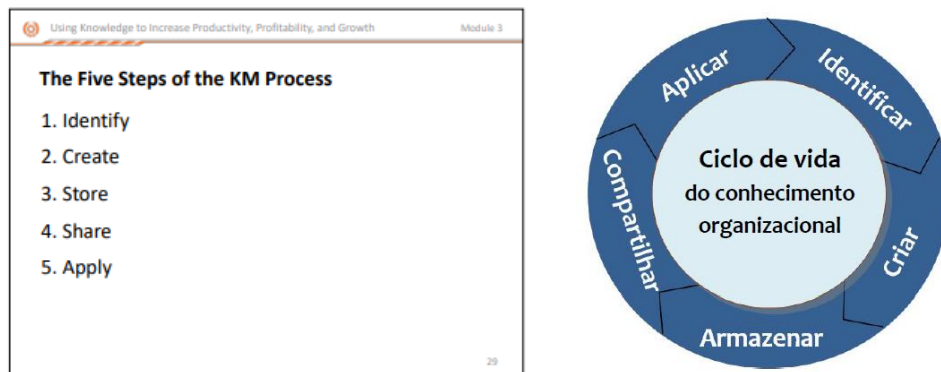 Using Knowledge to Increase Productivity, Profitability, and Growth
Module 3
The Five Steps of the KM Process
1. Identify
2. Create
3. Store
4. Share
5. Apply
29
Aplicar
Identificar
Compartilhar
Criar
Armazenar
Ciclo de vida
do conhecimento
organizacional